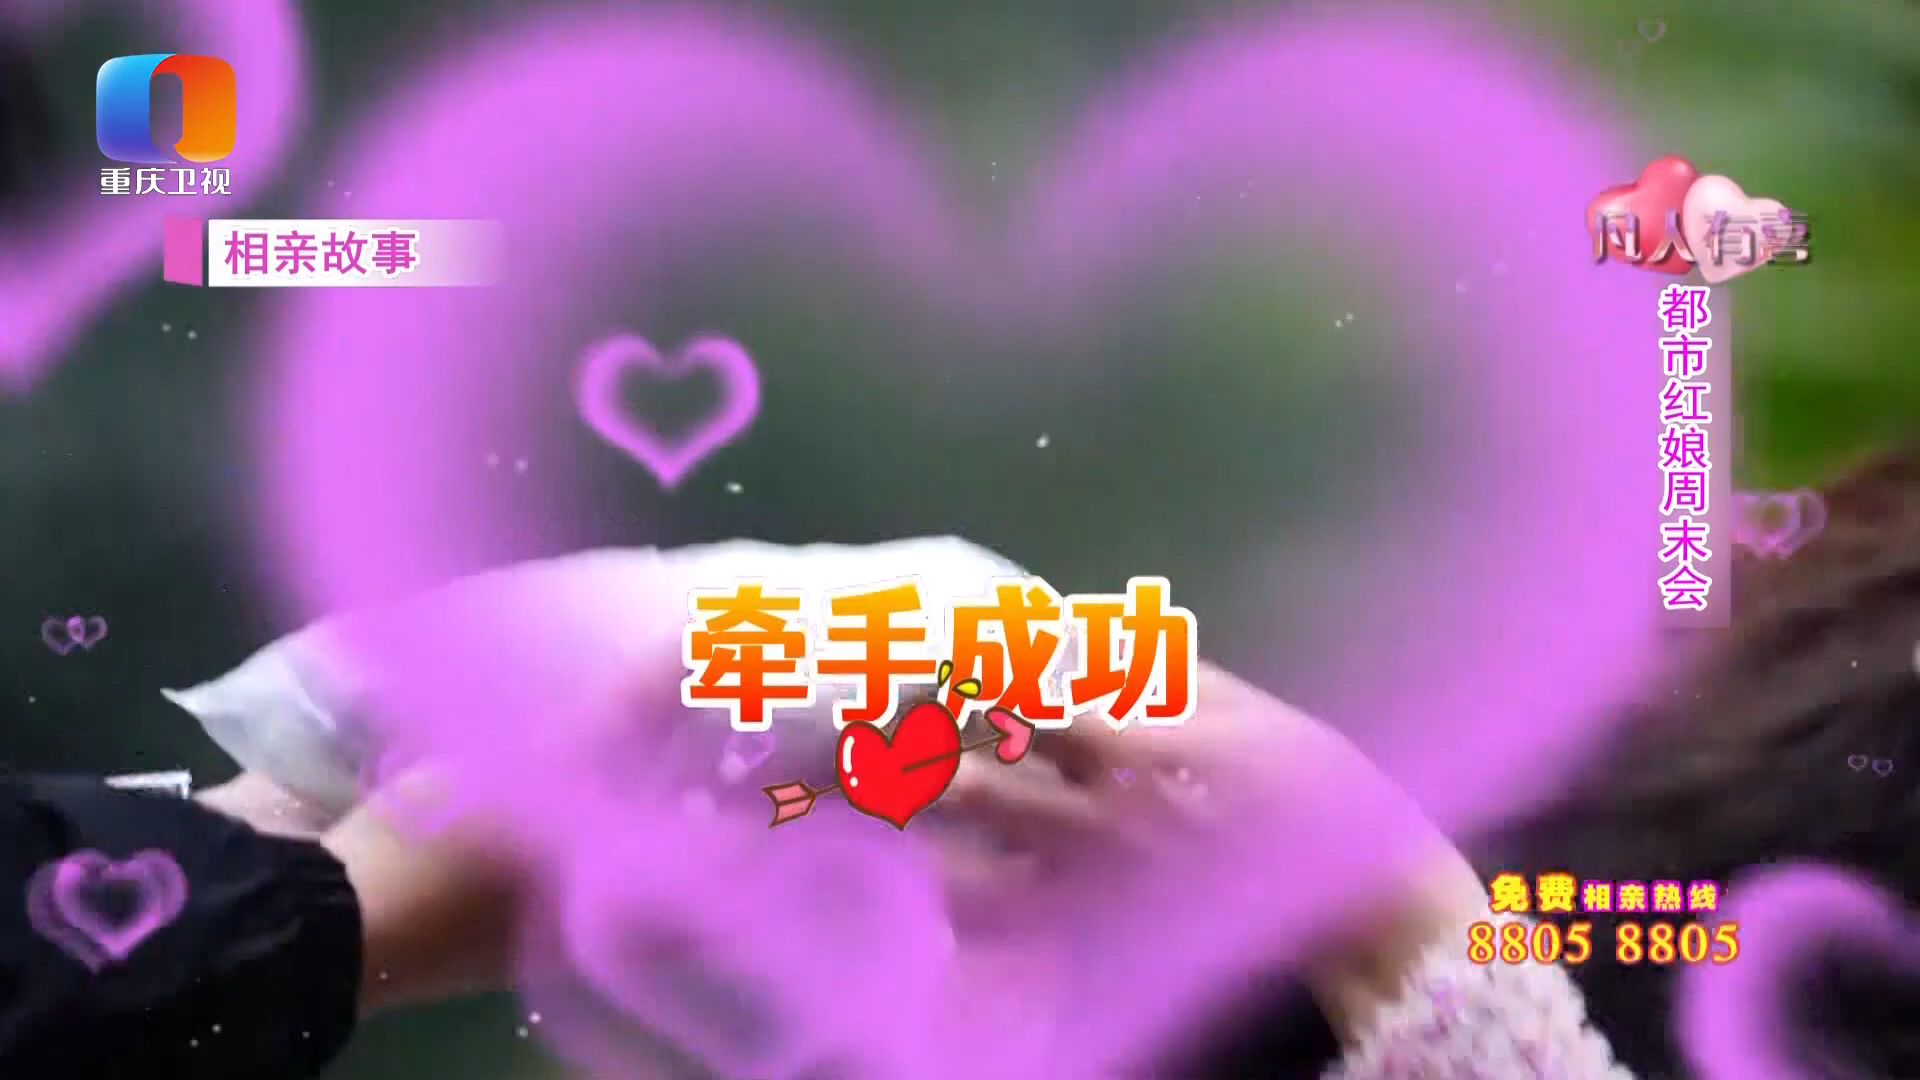 重庆卫视
相亲故事
凡人有喜
都市红娘周末会
牵手成功
免费相亲热线
8805 8805